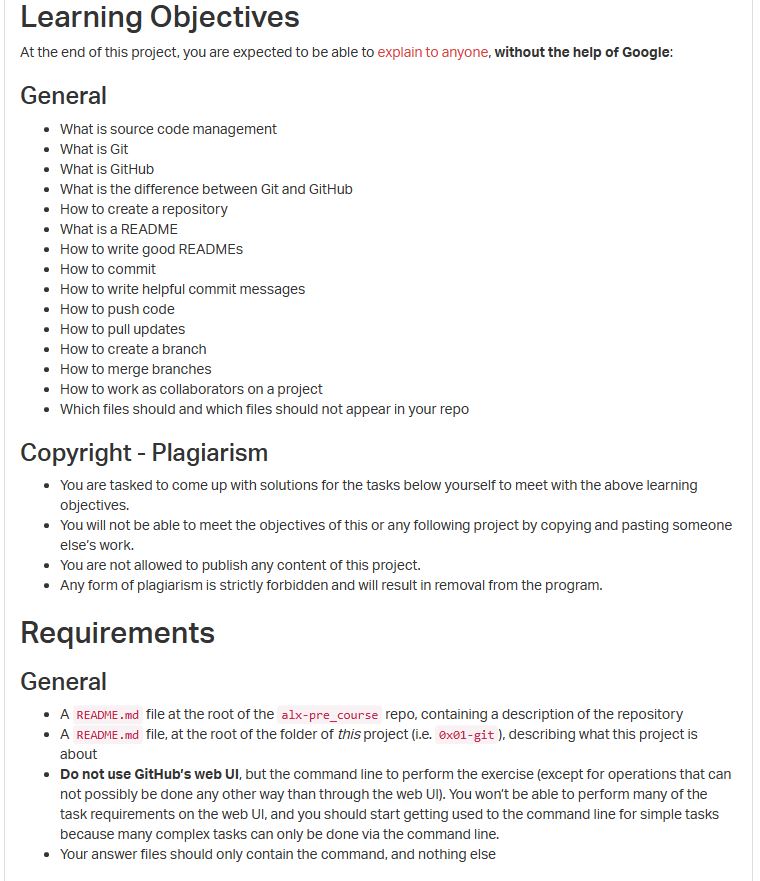 Learning Objectives
At the end of this project, you are expected to be able to explain to anyone, without the help of Google:
General
• What is source code management
• What is Git
• What is GitHub
• What is the difference between Git and GitHub
• How to create a repository
• What is a README
• How to write good READMEs
• How to commit
• How to write helpful commit messages
• How to push code
• How to pull updates
• How to create a branch
• How to merge branches
• How to work as collaborators on a project
• Which files should and which files should not appear in your repo
Copyright - Plagiarism
• You are tasked to come up with solutions for the tasks below yourself to meet with the above learning
objectives.
• You will not be able to meet the objectives of this or any following project by copying and pasting someone
else's work.
• You are not allowed to publish any content of this project.
• Any form of plagiarism is strictly forbidden and will result in removal from the program.
Requirements
General
• A README.md file at the root of the alx-pre_course repo, containing a description of the repository
• A README.md file, at the root of the folder of this project (i.e. 0x01-git ), describing what this project is
about
• Do not use GitHub's web UI, but the command line to perform the exercise (except for operations that can
not possibly be done any other way than through the web UI). You won't be able to perform many of the
task requirements on the web UI, and you should start getting used to the command line for simple tasks
because many complex tasks can only be done via the command line.
• Your answer files should only contain the command, and nothing else